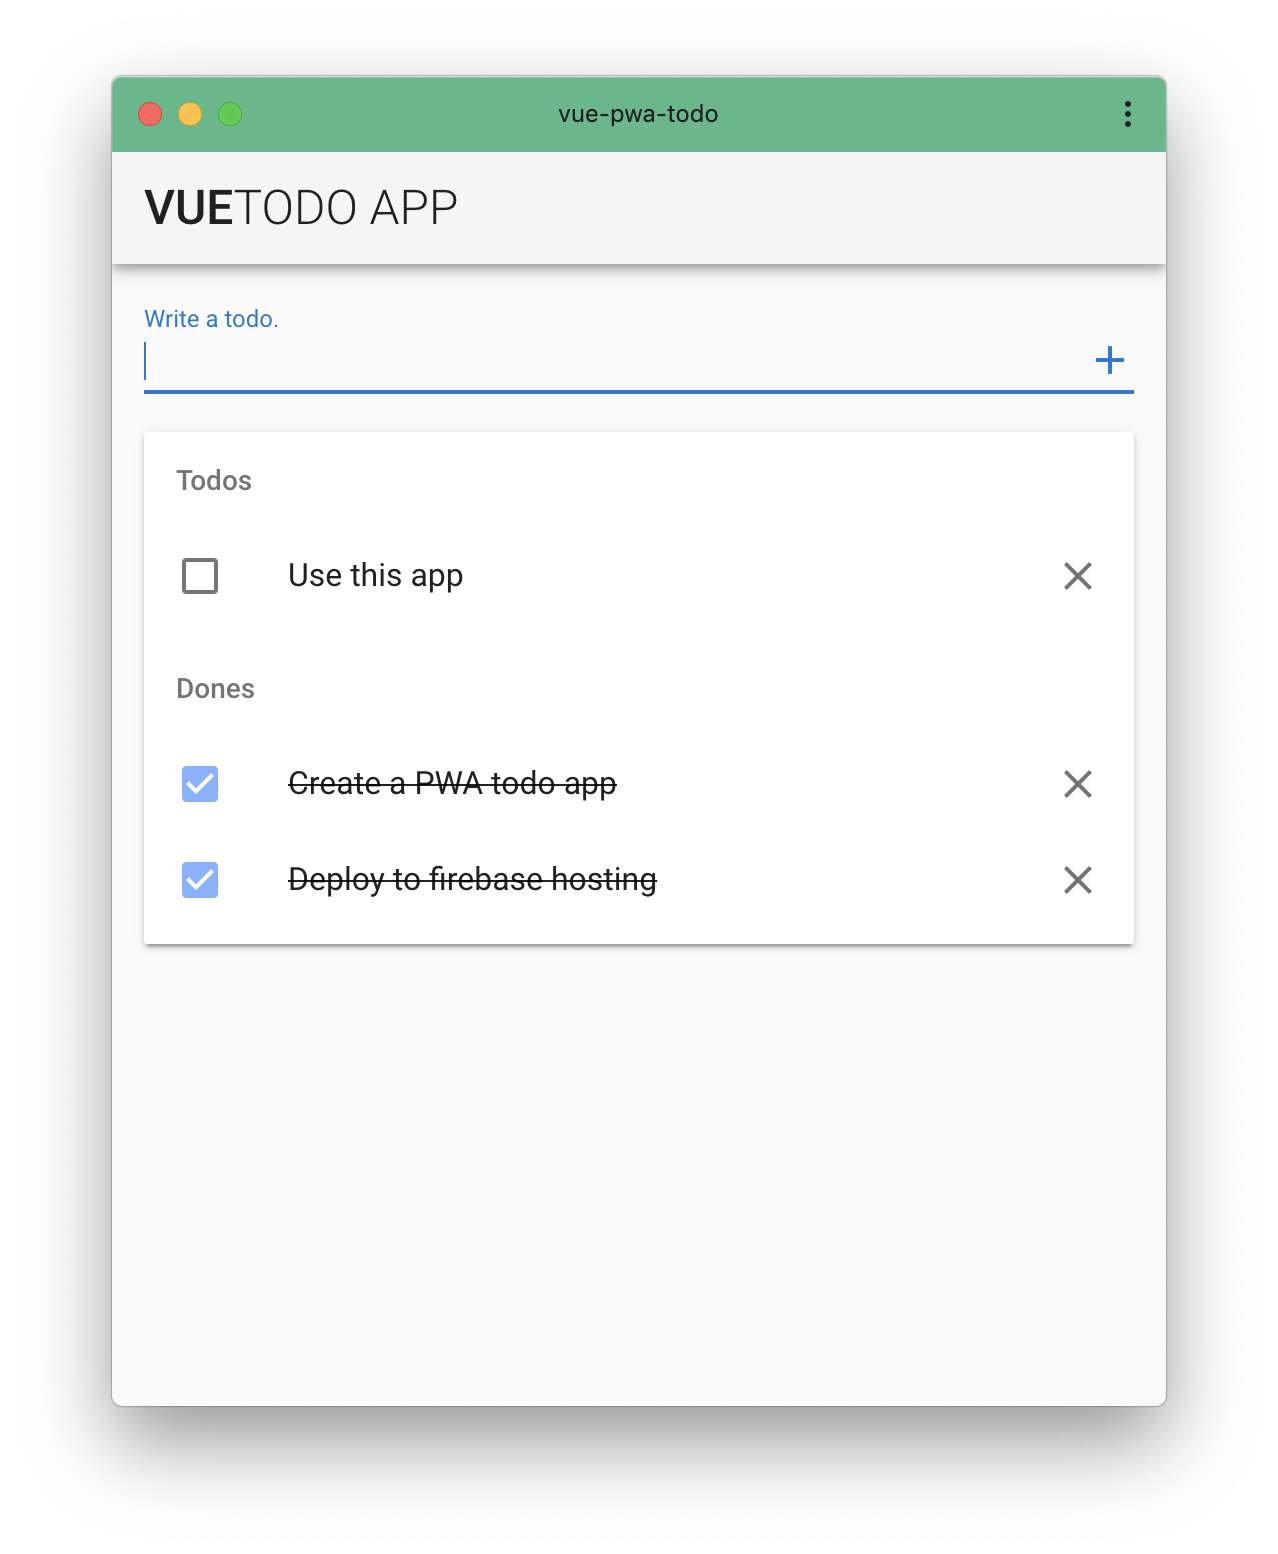 vue-pwa-todo
VUETODO APP
Write a todo.
Todos
Use this app
Dones
Create a PWA todo app
Deploy to firebase hosting